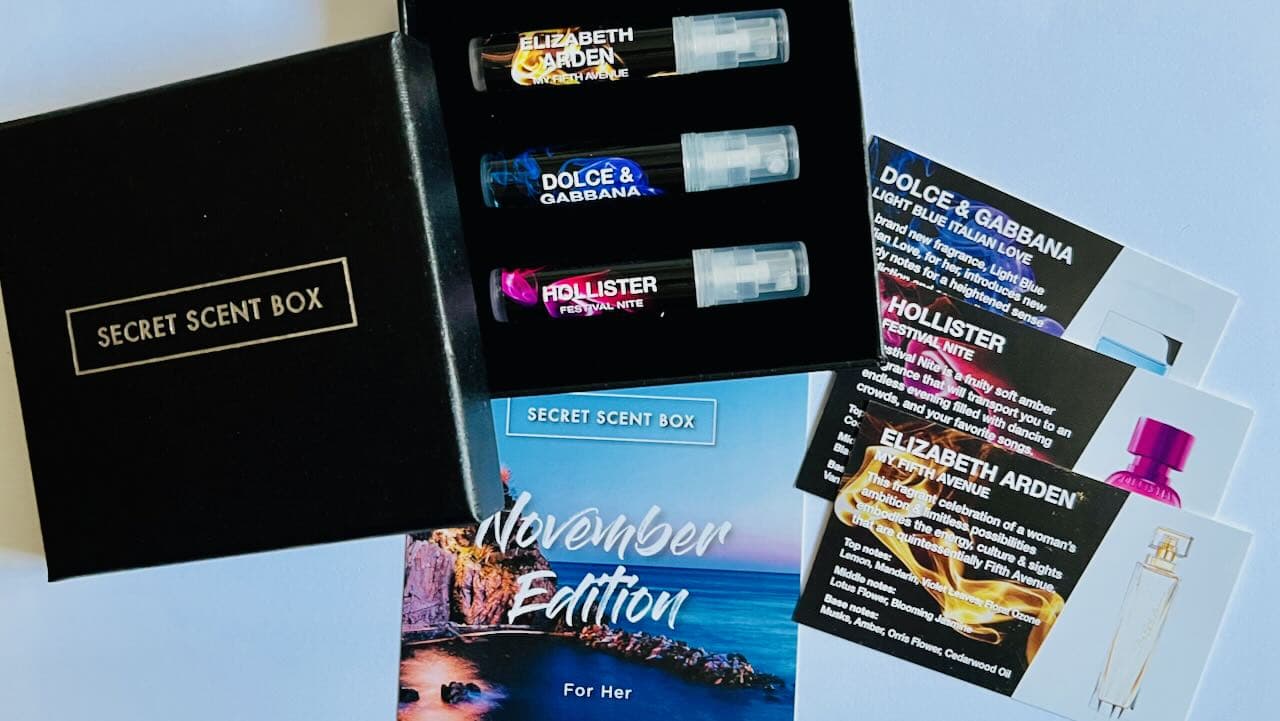 SECRET SCENT BOX
ELIZABETH
ARDEN
MY FIFTH AVENUE
DOLCE &
GABBANA
HOLLISTER
FESTIVAL NITE
SECRET SCENT BOX
November
Edition
For Her
DOLCE & GABBANA
LIGHT BLUE ITALIAN LOVE
brand new fragrance, Light Blue
Love, for her, introduces new
notes for a heightened sense
HOLLISTER
FESTIVAL NITE
Nite is a fruity soft amber
that will transport you to an
endless evening filled with dancing
crowds, and your favorite songs.
ELIZABETH ARDEN
MY FIFTH AVENUE
This fragrant celebration of a woman's
ambition & limitless possibilities
embodies the energy, culture & sights
that are quintessentially Fifth Avenue.
Top notes:
Lemon, Mandarin, Violet Leaves, Floral Ozone
Middle notes:
Lotus Flower, Blooming Jasmine
Base notes:
Musks, Amber, Orris Flower, Cedarwood Oil